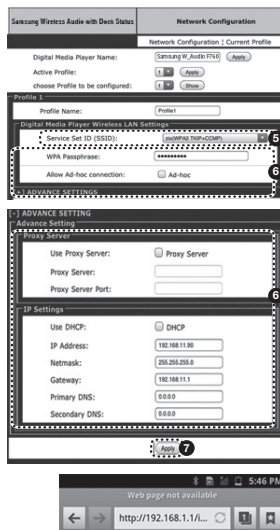 Samsung Wireless Audio with Dock Status
Network Configuration
Network Configuration : Current Profile
Digital Media Player Name: Samsung W_Audio F760 Apply
Active Profile: 1 Apply
choose Profile to be configured: 1 Show
Profile 1
Profile Name: Profile1
Digital Media Player Wireless LAN Settings
Service Set ID (SSID): zio(WPA2 TKIP+CCMP) 5
WPA Passphrase: •••••••••
Allow Ad-hoc connection: Ad-hoc
6
[+] ADVANCE SETTINGS
[-] ADVANCE SETTING
Advance Setting
Proxy Server
Use Proxy Server: Proxy Server
Proxy Server:
Proxy Server Port:
6
IP Settings
Use DHCP: DHCP
IP Address: 192.168.11.90
Netmask: 255.255.255.0
Gateway: 192.168.11.1
Primary DNS: 0.0.0.0
Secondary DNS: 0.0.0.0
Apply 7
5:46 PM
Web page not available
http://192.168.1.1/i... 1